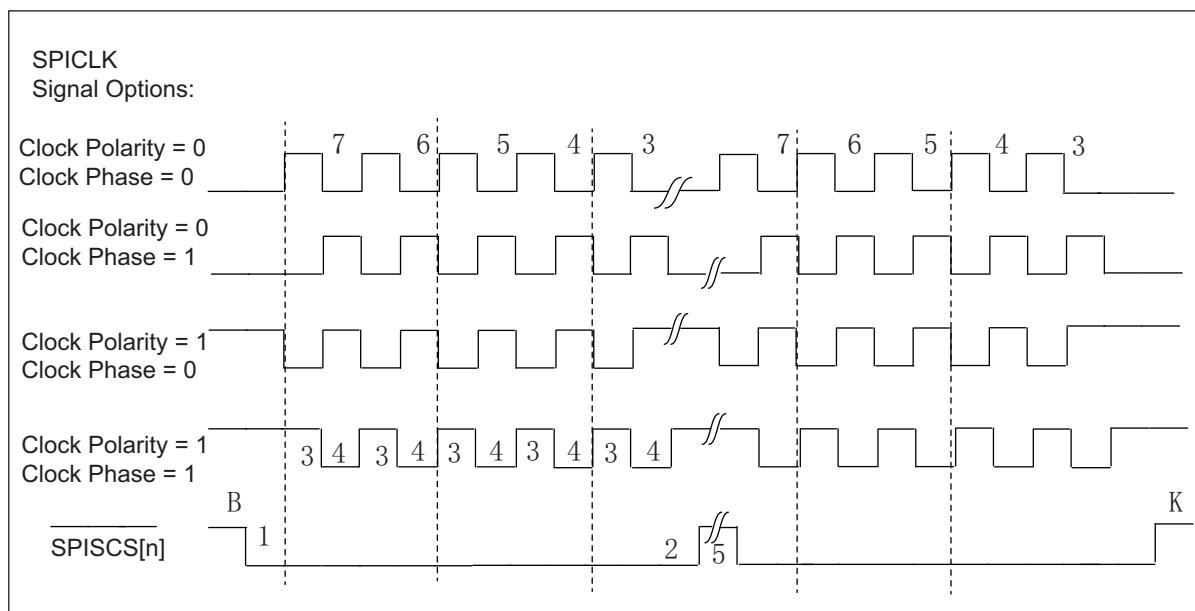 SPICLK
Signal Options:
Clock Polarity = 0
Clock Phase = 0
7 6 5 4 3 7 6 5 4 3
Clock Polarity = 0
Clock Phase = 1
Clock Polarity = 1
Clock Phase = 0
Clock Polarity = 1
Clock Phase = 1
3 4 3 4 3 4 3 4 3 4
B K
SPISCS[n]
1 2 5